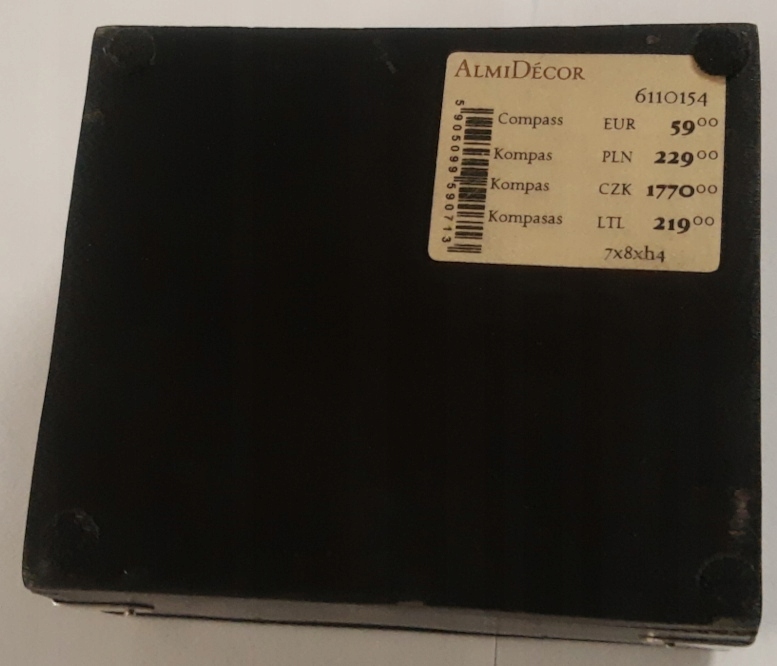 AlmiDécor
6110154
Compass EUR 59⁰⁰
Kompas PLN 229⁰⁰
Kompas CZK 1770⁰⁰
Kompasas LTL 219⁰⁰
7x8xh4
5905099590713